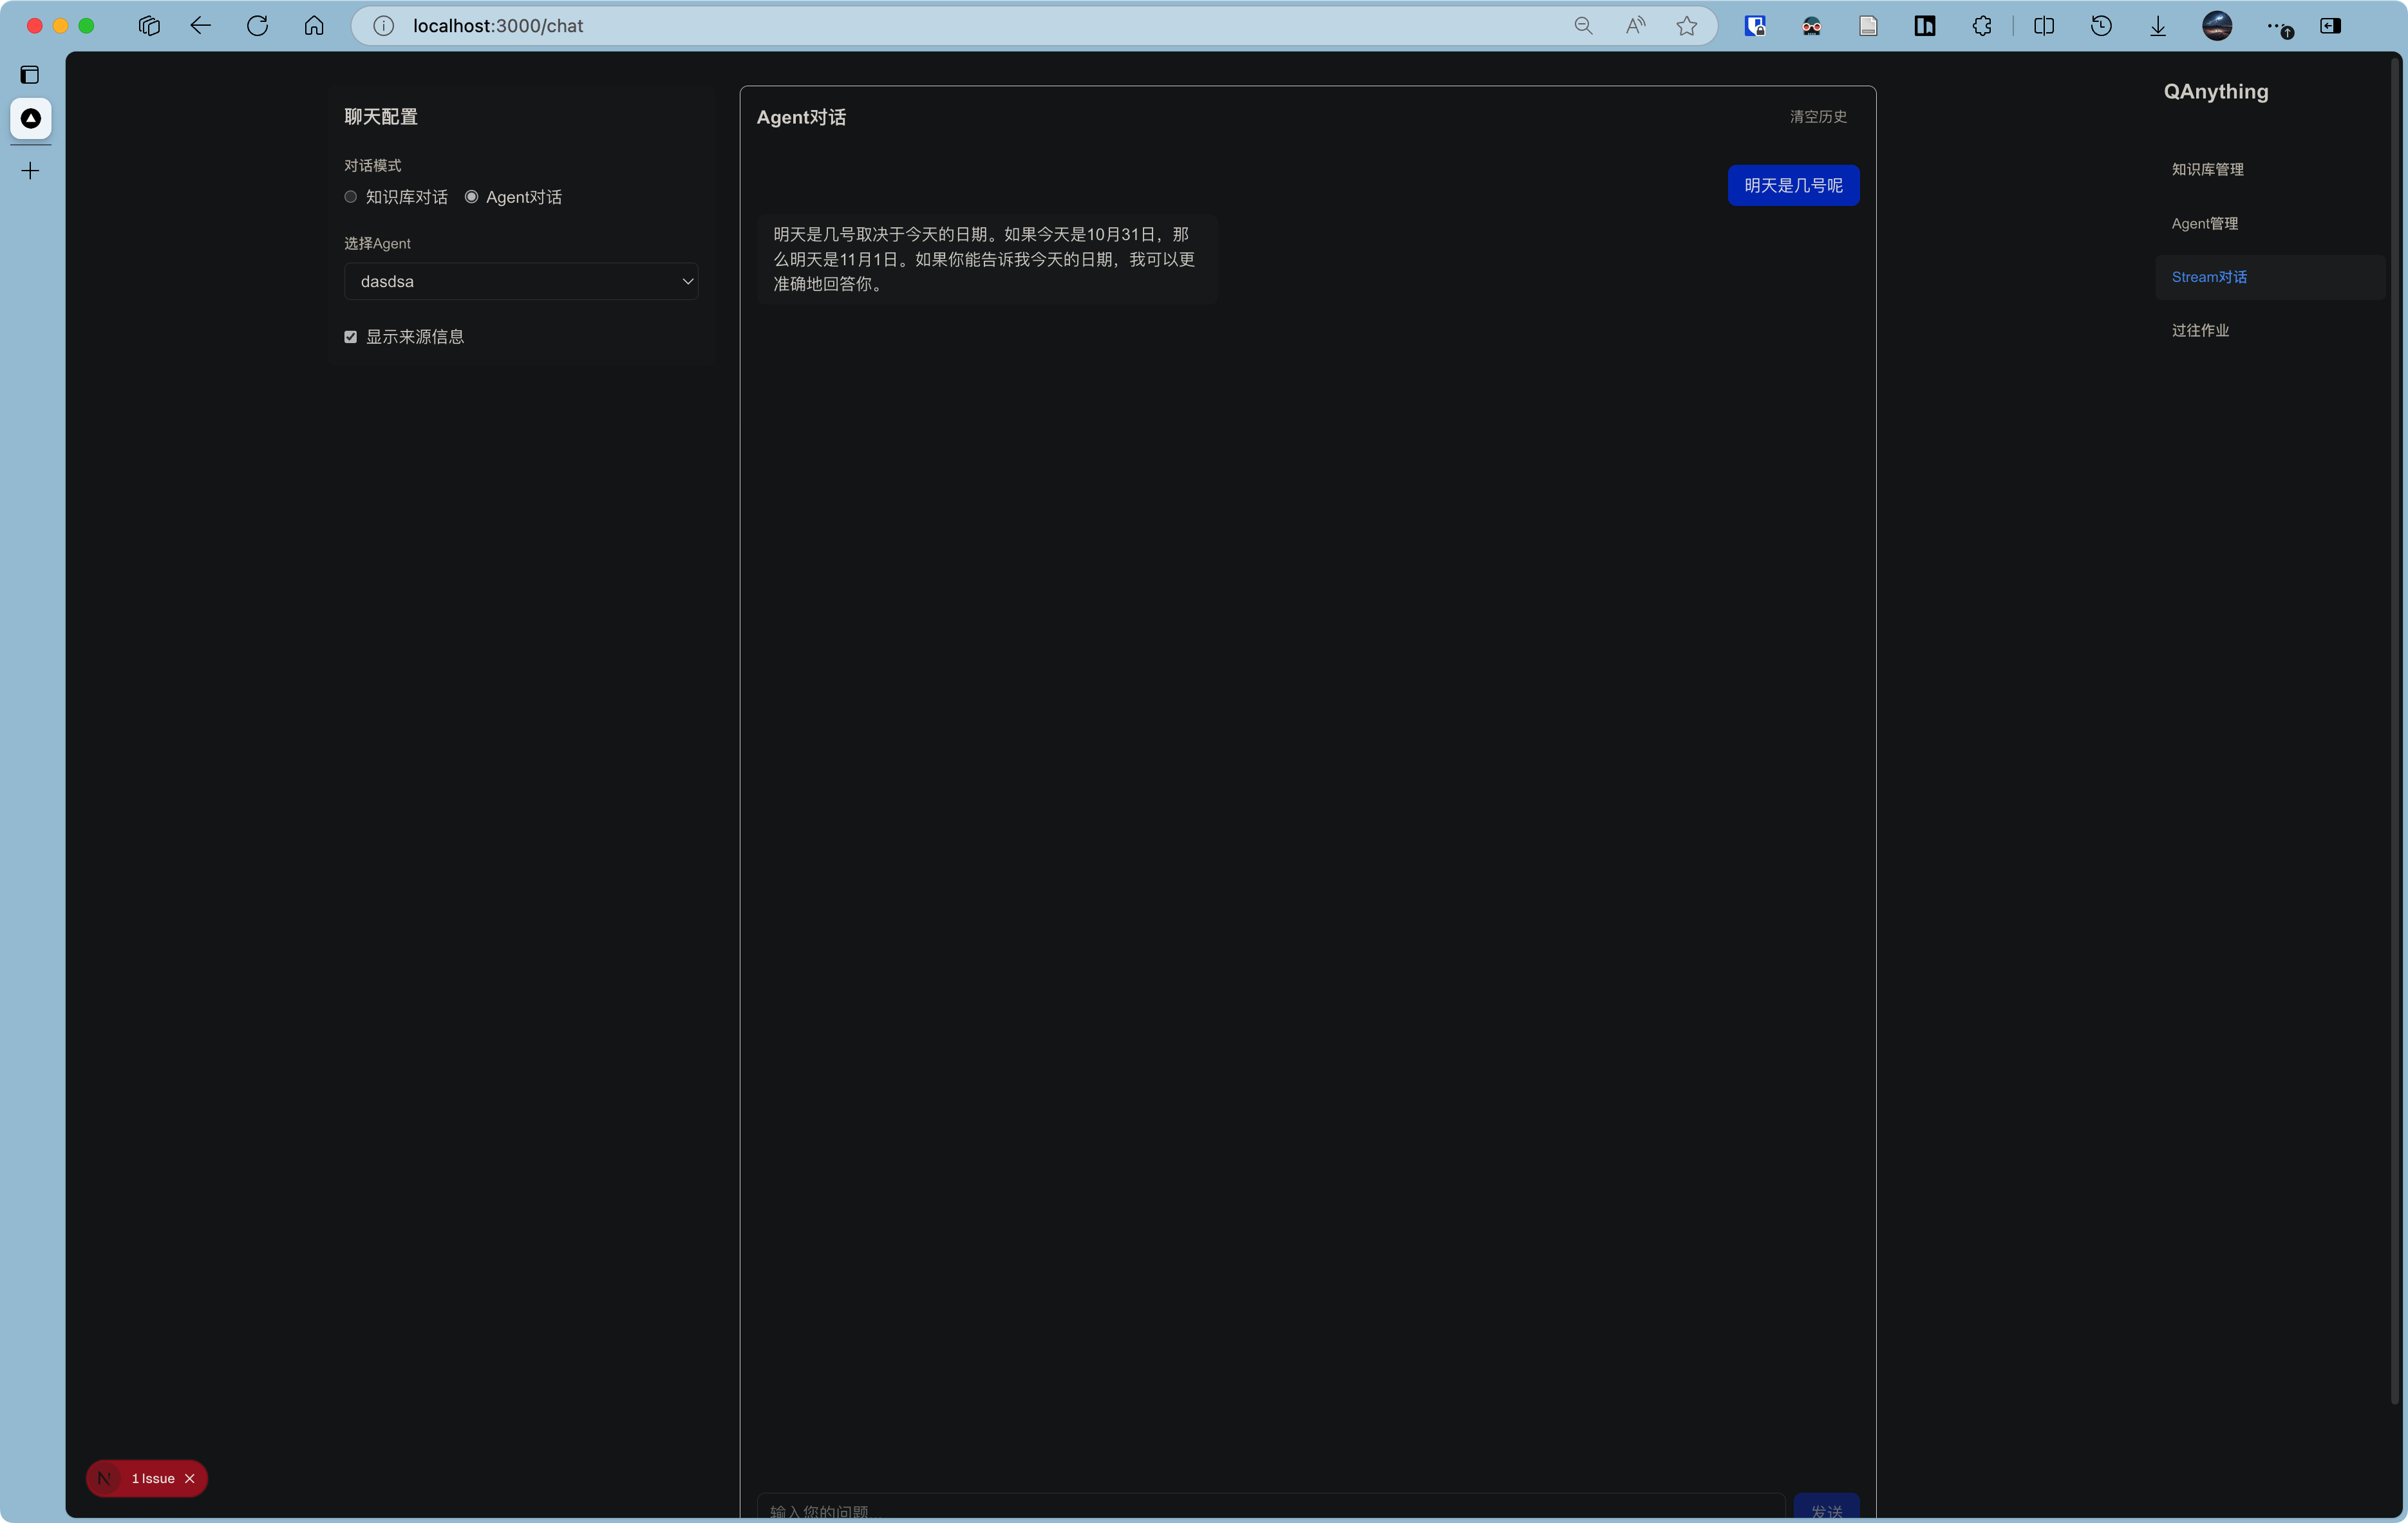 localhost:3000/chat
聊天配置
对话模式
知识库对话
Agent对话
选择Agent
dasdsa
显示来源信息
Agent对话
清空历史
明天是几号呢
明天是几号取决于今天的日期。如果今天是10月31日，那
么明天是11月1日。如果你能告诉我今天的日期，我可以更
准确地回答你。
输入您的问题...
发送
QAnything
知识库管理
Agent管理
Stream对话
过往作业
N
1 Issue